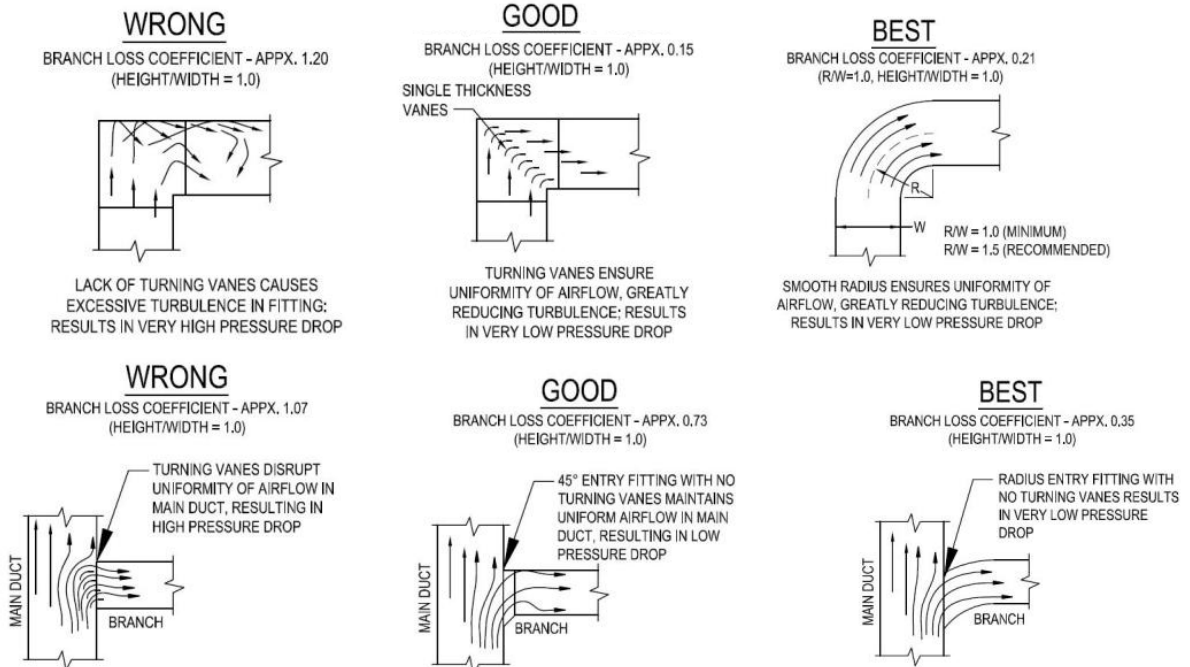 WRONG
BRANCH LOSS COEFFICIENT - APPX. 1.20
(HEIGHT/WIDTH = 1.0)
LACK OF TURNING VANES CAUSES
EXCESSIVE TURBULENCE IN FITTING;
RESULTS IN VERY HIGH PRESSURE DROP
GOOD
BRANCH LOSS COEFFICIENT - APPX. 0.15
(HEIGHT/WIDTH = 1.0)
SINGLE THICKNESS
VANES
TURNING VANES ENSURE
UNIFORMITY OF AIRFLOW, GREATLY
REDUCING TURBULENCE; RESULTS
IN VERY LOW PRESSURE DROP
BEST
BRANCH LOSS COEFFICIENT - APPX. 0.21
(R/W=1.0, HEIGHT/WIDTH = 1.0)
R
W
R/W = 1.0 (MINIMUM)
R/W = 1.5 (RECOMMENDED)
SMOOTH RADIUS ENSURES UNIFORMITY OF
AIRFLOW, GREATLY REDUCING TURBULENCE;
RESULTS IN VERY LOW PRESSURE DROP
WRONG
BRANCH LOSS COEFFICIENT - APPX. 1.07
(HEIGHT/WIDTH = 1.0)
TURNING VANES DISRUPT
UNIFORMITY OF AIRFLOW IN
MAIN DUCT, RESULTING IN
HIGH PRESSURE DROP
MAIN DUCT
BRANCH
GOOD
BRANCH LOSS COEFFICIENT - APPX. 0.73
(HEIGHT/WIDTH = 1.0)
45° ENTRY FITTING WITH NO
TURNING VANES MAINTAINS
UNIFORM AIRFLOW IN MAIN
DUCT, RESULTING IN LOW
PRESSURE DROP
MAIN DUCT
BRANCH
BEST
BRANCH LOSS COEFFICIENT - APPX. 0.35
(HEIGHT/WIDTH = 1.0)
RADIUS ENTRY FITTING WITH
NO TURNING VANES RESULTS
IN VERY LOW PRESSURE
DROP
MAIN DUCT
BRANCH